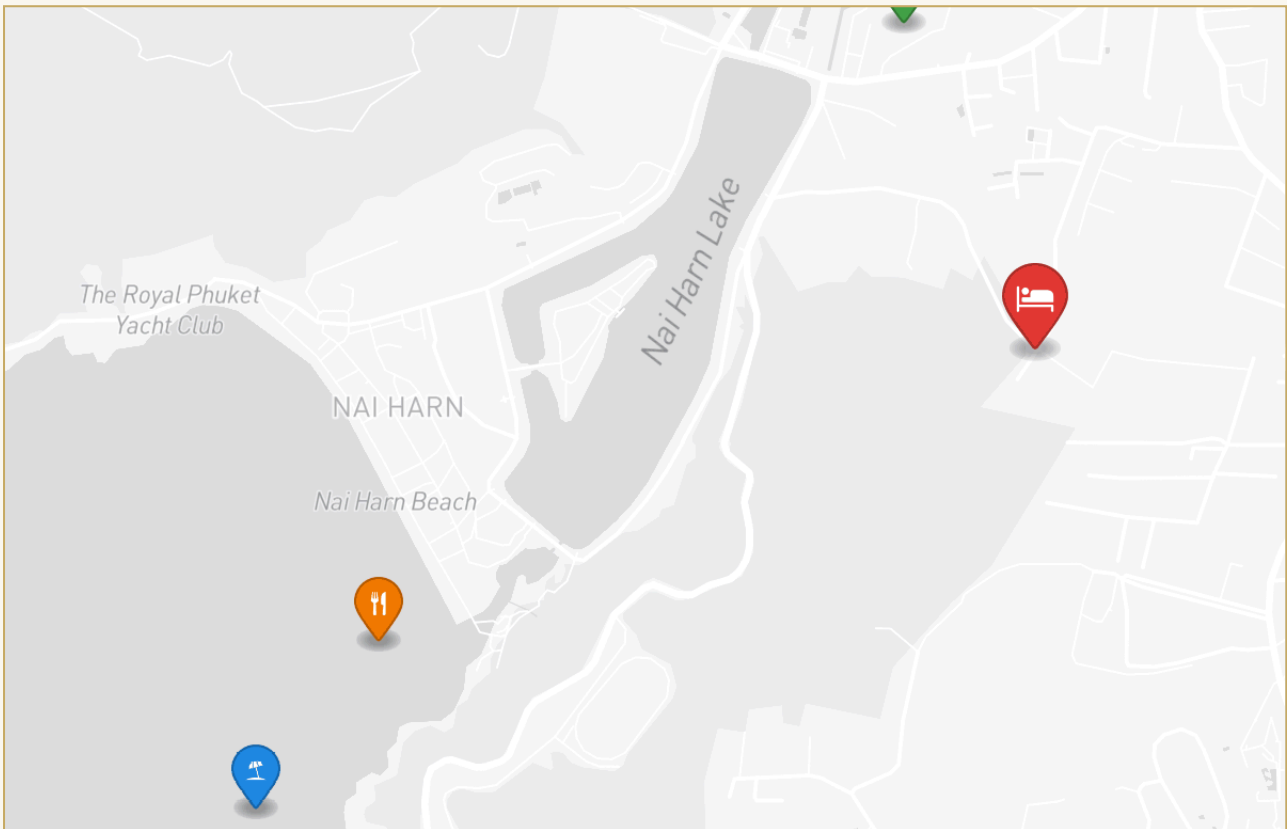 Nai Harn Lake
The Royal Phuket
Yacht Club
NAI HARN
Nai Harn Beach